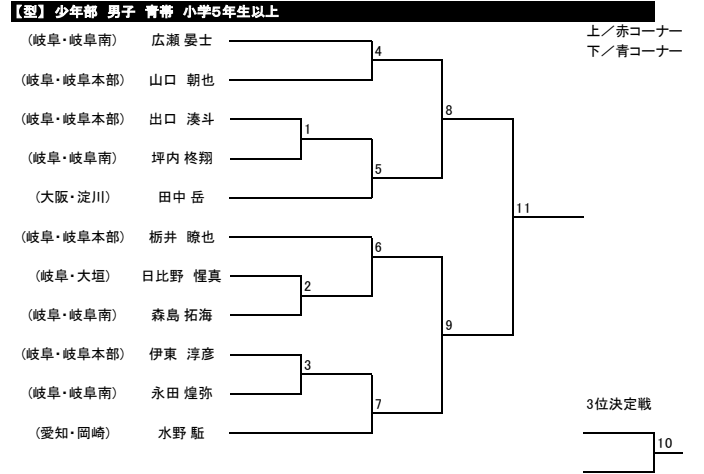 【型】 少年部 男子 青帯 小学5年生以上
上／赤コーナー
下／青コーナー
(岐阜・岐阜南) 広瀬 晏士
4
(岐阜・岐阜本部) 山口 朝也
8
(岐阜・岐阜本部) 出口 湊斗
1
(岐阜・岐阜南) 坪内 柊翔
5
(大阪・淀川) 田中 岳
11
(岐阜・岐阜本部) 栃井 瞭也
6
(岐阜・大垣) 日比野 惺真
2
(岐阜・岐阜南) 森島 拓海
9
(岐阜・岐阜本部) 伊東 淳彦
3
(岐阜・岐阜南) 永田 煌弥
7
3位決定戦
(愛知・岡崎) 水野 駈
10